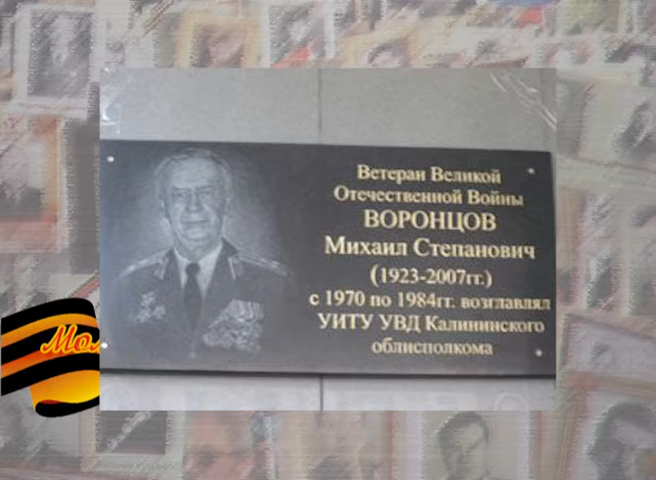 Ветеран Великой
Отечественной Войны
ВОРОНЦОВ
Михаил Степанович
(1923-2007гг.)
с 1970 по 1984гг. возглавлял
УИТУ УВД Калининского
облисполкома